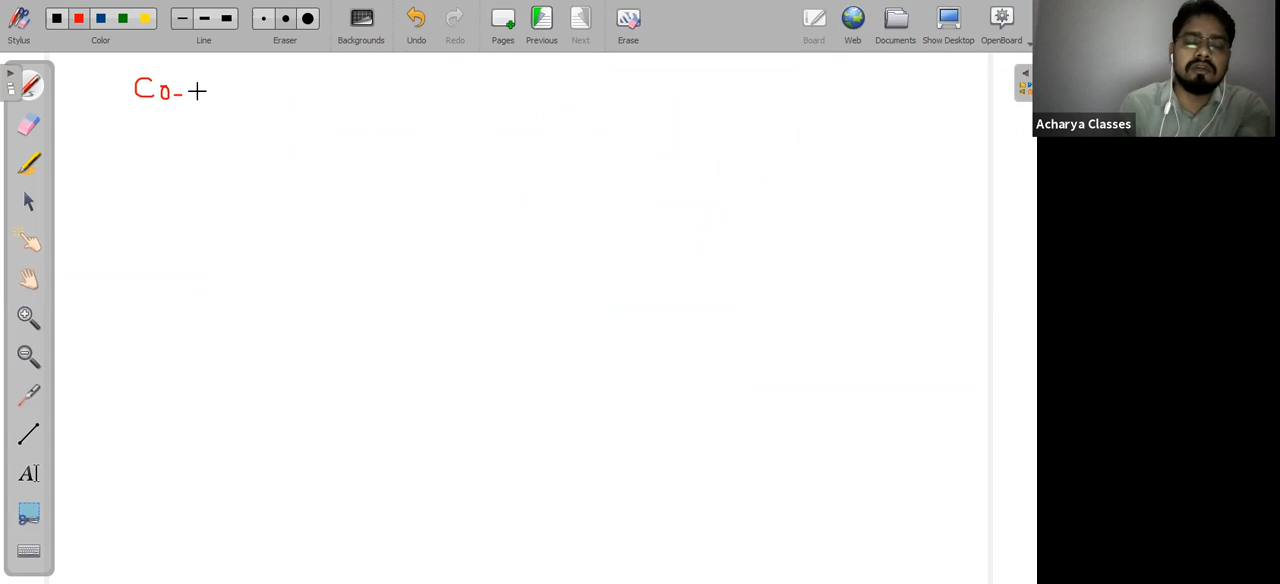 Stylus
Color
Line
Eraser
Backgrounds
Undo
Redo
Pages
Previous
Next
Erase
Board
Web
Documents
Show Desktop
OpenBoard
Co-
Acharya Classes
AI